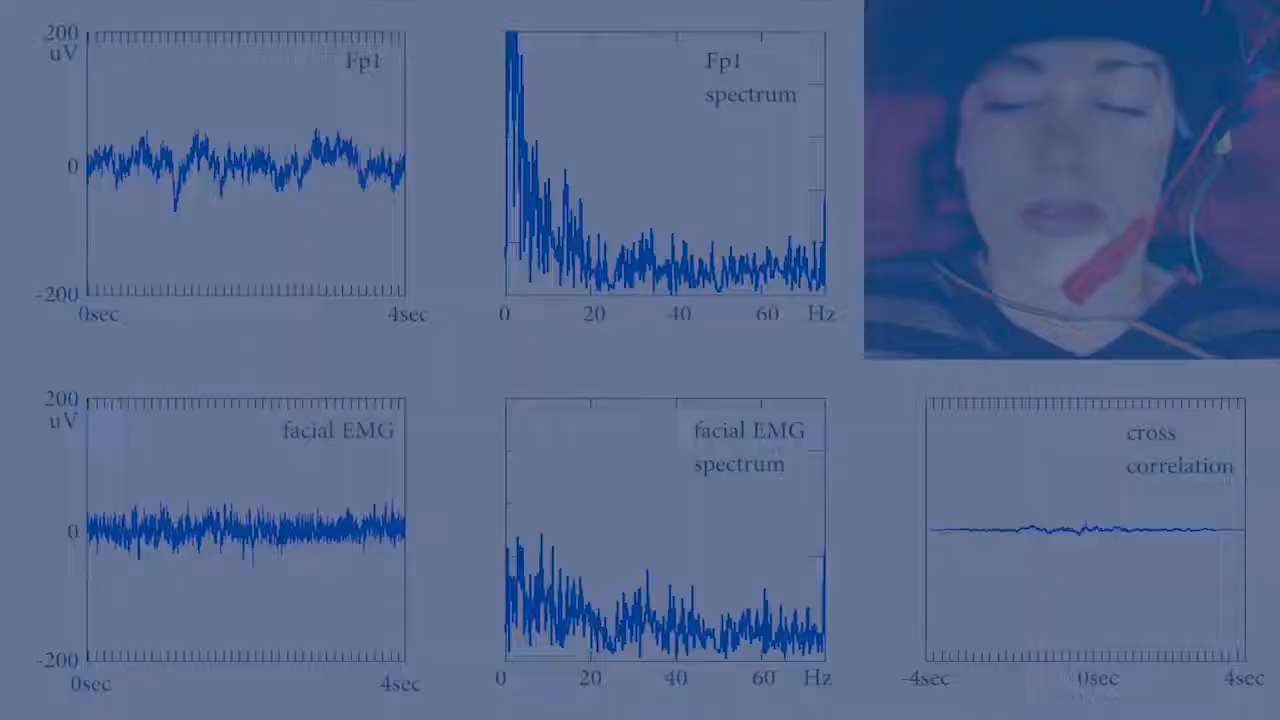 200
uV
Fp1
0
-200
0sec
4sec
Fp1
spectrum
0
20
40
60
Hz
200
uV
facial EMG
0
-200
0sec
4sec
facial EMG
spectrum
0
20
40
60
Hz
cross
correlation
-4sec
0sec
4sec